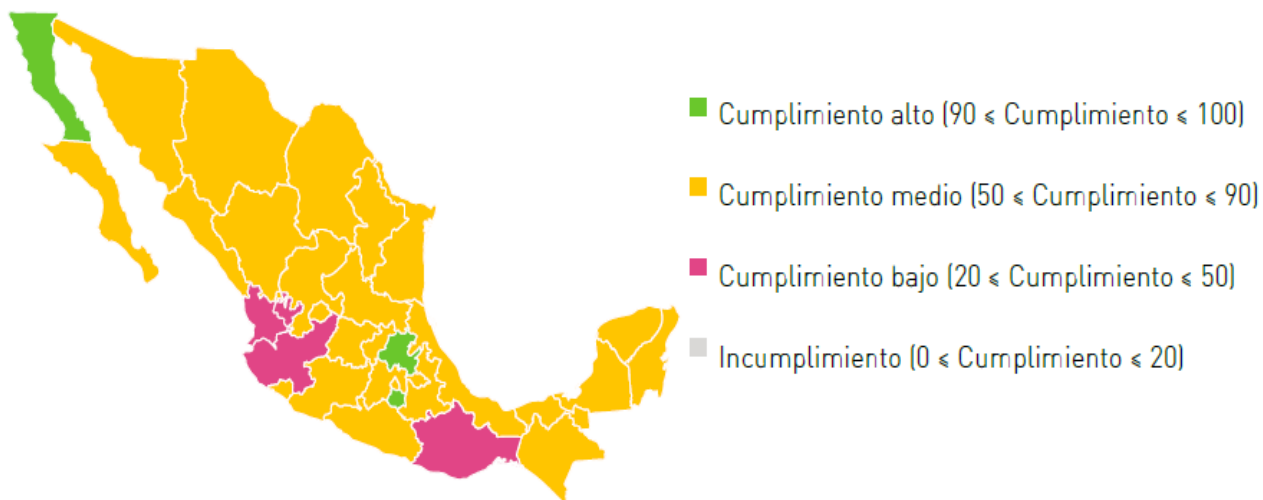 Cumplimiento alto (90 ≤ Cumplimiento ≤ 100)
Cumplimiento medio (50 ≤ Cumplimiento ≤ 90)
Cumplimiento bajo (20 ≤ Cumplimiento ≤ 50)
Incumplimiento (0 ≤ Cumplimiento ≤ 20)